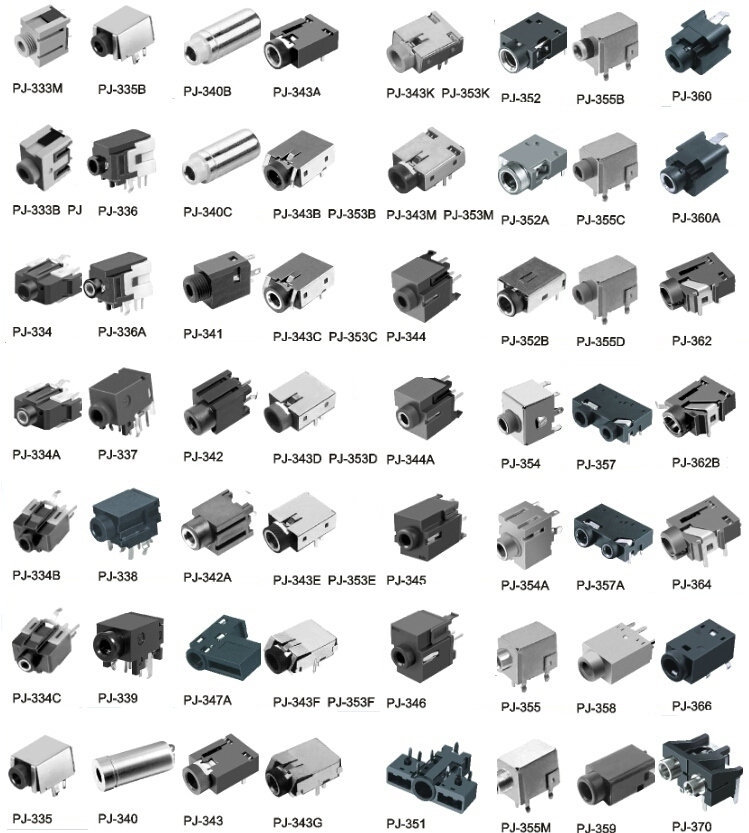 PJ-333M PJ-335B PJ-340B PJ-343A PJ-343K PJ-353K PJ-352 PJ-355B PJ-360
PJ-333B PJ PJ-336 PJ-340C PJ-343B PJ-353B PJ-343M PJ-353M PJ-352A PJ-355C PJ-360A
PJ-334 PJ-336A PJ-341 PJ-343C PJ-353C PJ-344 PJ-352B PJ-355D PJ-362
PJ-334A PJ-337 PJ-342 PJ-343D PJ-353D PJ-344A PJ-354 PJ-357 PJ-362B
PJ-334B PJ-338 PJ-342A PJ-343E PJ-353E PJ-345 PJ-354A PJ-357A PJ-364
PJ-334C PJ-339 PJ-347A PJ-343F PJ-353F PJ-346 PJ-355 PJ-358 PJ-366
PJ-335 PJ-340 PJ-343 PJ-343G PJ-351 PJ-355M PJ-359 PJ-370